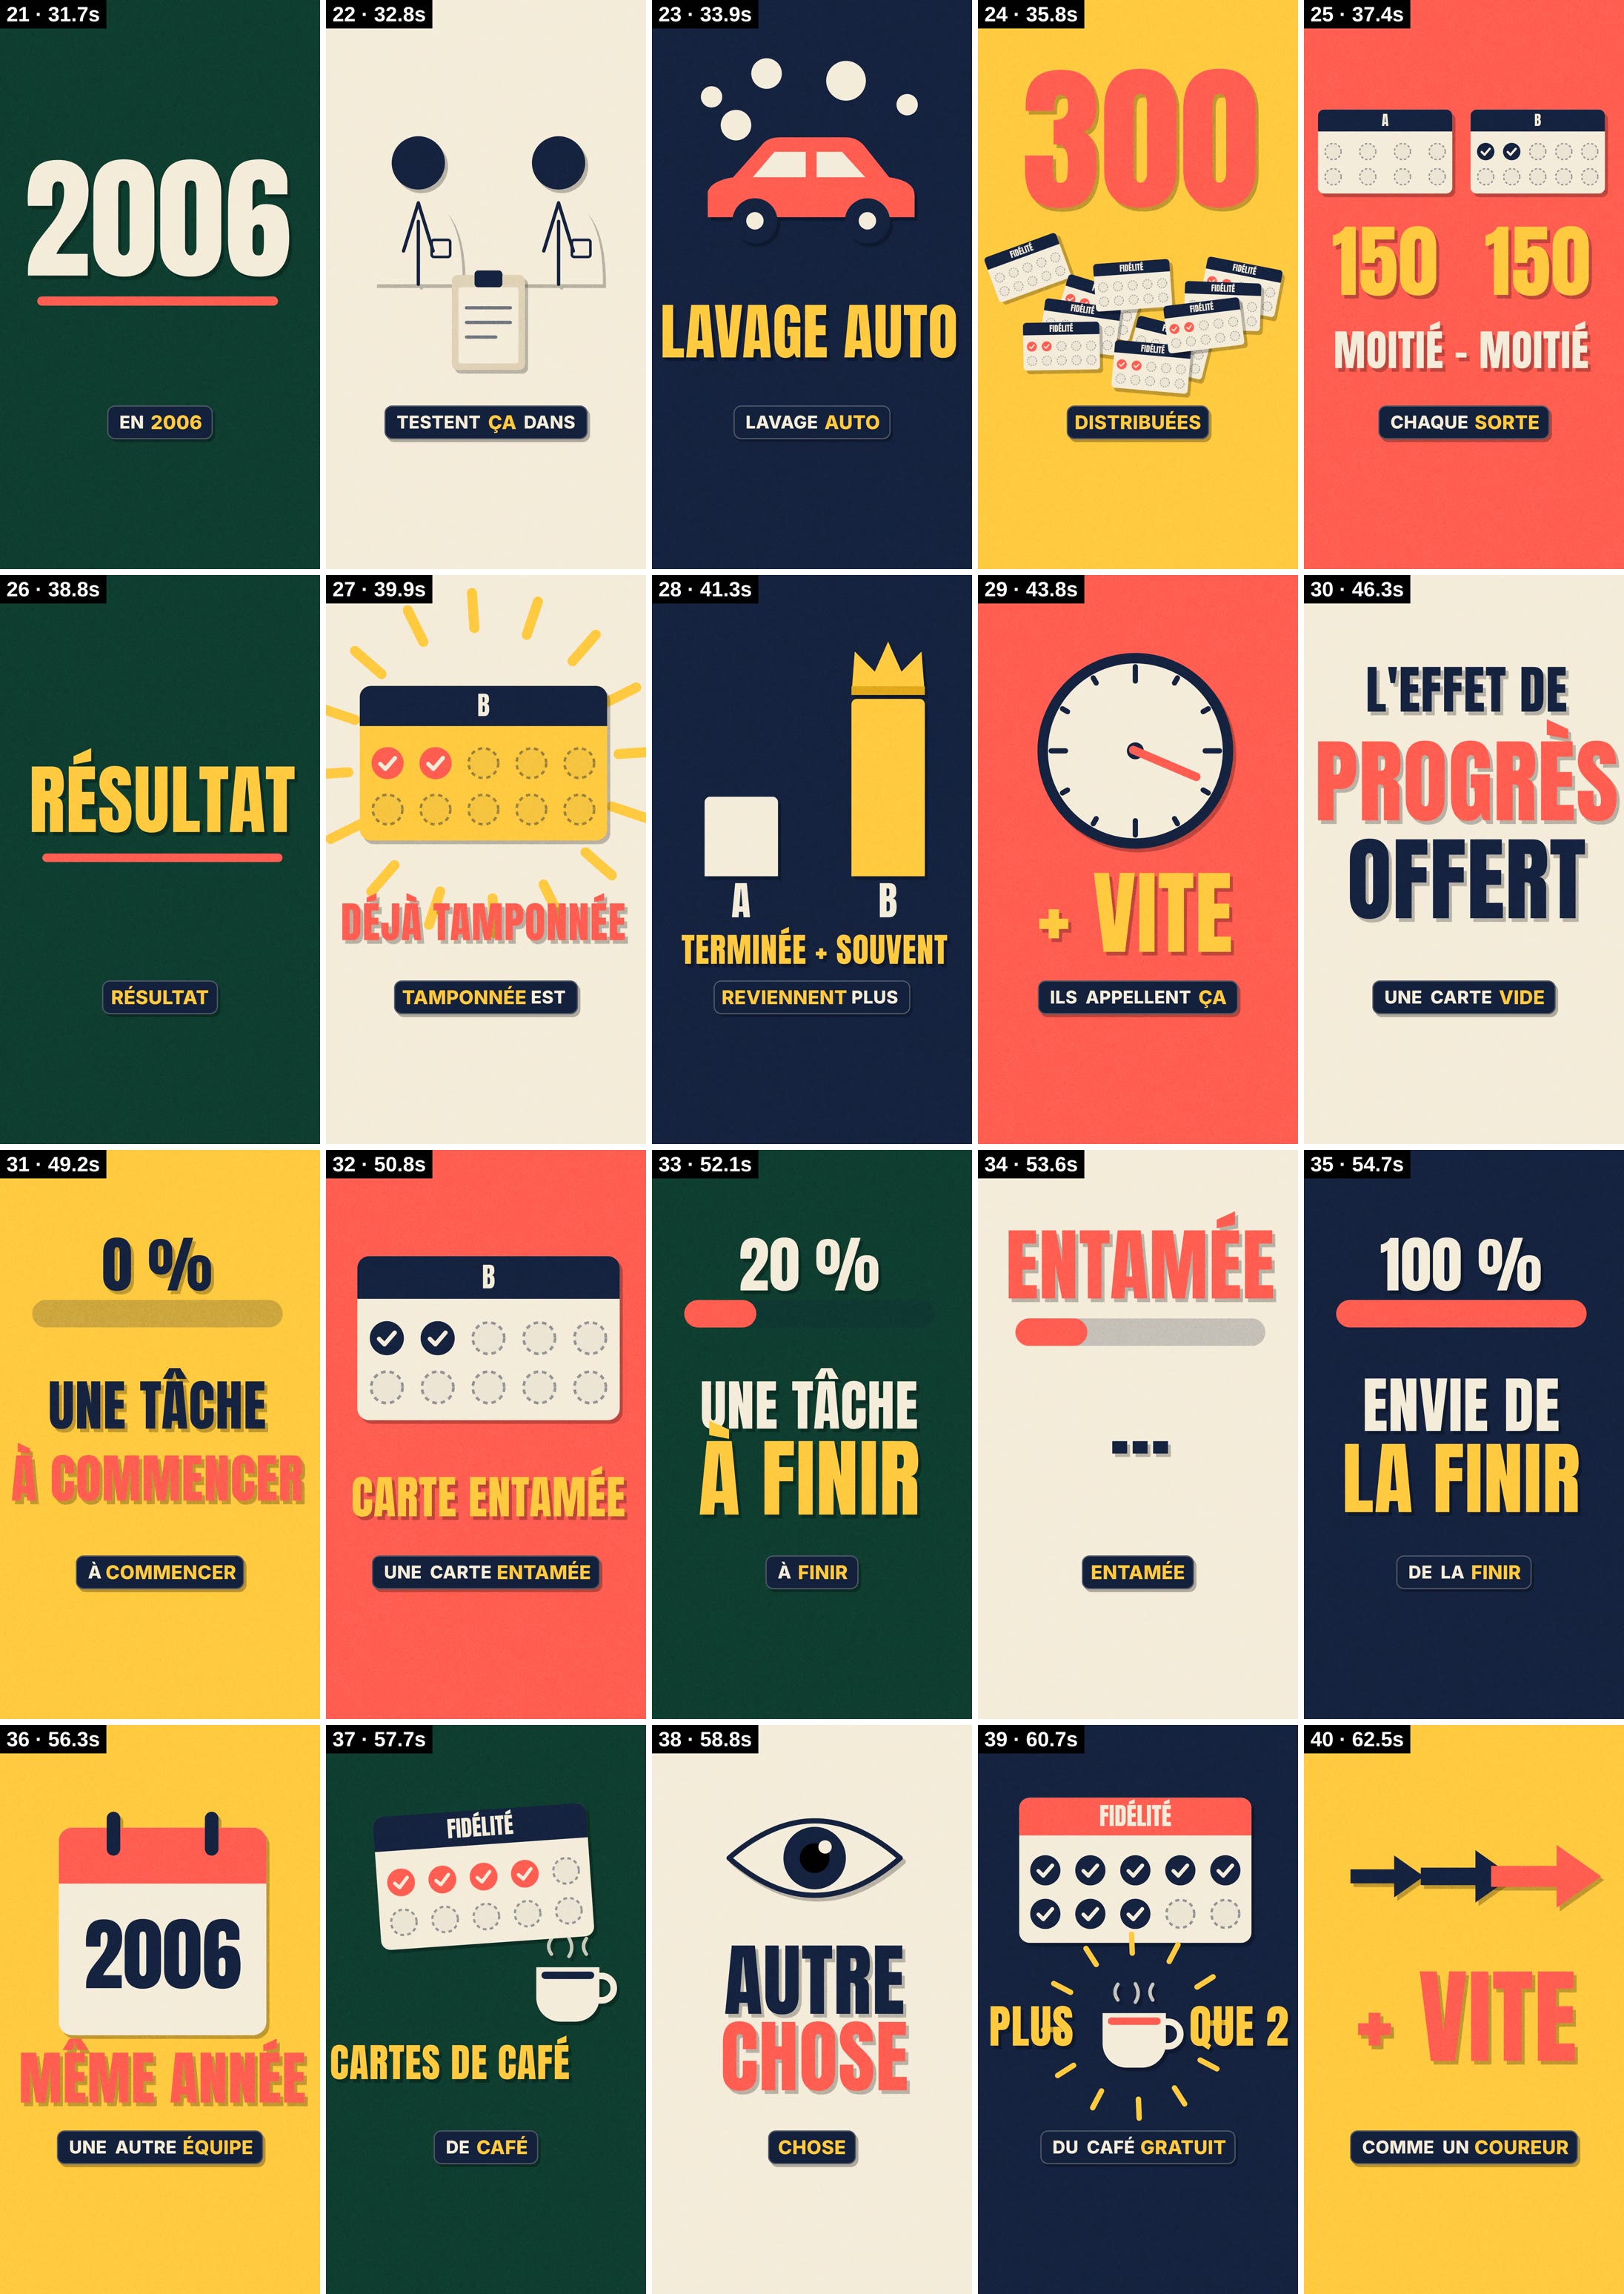 21 · 31.7s
2006
EN 2006
22 · 32.8s
TESTENT ÇA DANS
23 · 33.9s
LAVAGE AUTO
LAVAGE AUTO
24 · 35.8s
300
FIDÉLITÉ
FIDÉLITÉ
FIDÉLITÉ
FIDÉLITÉ
FIDÉLITÉ
FIDÉLITÉ
FIDÉLITÉ
FIDÉLITÉ
DISTRIBUÉES
25 · 37.4s
A B
150 150
MOITIÉ - MOITIÉ
CHAQUE SORTE
26 · 38.8s
RÉSULTAT
RÉSULTAT
27 · 39.9s
B
DÉJÀ TAMPONNÉE
TAMPONNÉE EST
28 · 41.3s
A B
TERMINÉE + SOUVENT
REVIENNENT PLUS
29 · 43.8s
+ VITE
ILS APPELLENT ÇA
30 · 46.3s
L'EFFET DE
PROGRÈS
OFFERT
UNE CARTE VIDE
31 · 49.2s
0 %
UNE TÂCHE
À COMMENCER
À COMMENCER
32 · 50.8s
B
CARTE ENTAMÉE
UNE CARTE ENTAMÉE
33 · 52.1s
20 %
UNE TÂCHE
À FINIR
À FINIR
34 · 53.6s
ENTAMÉE
...
ENTAMÉE
35 · 54.7s
100 %
ENVIE DE
LA FINIR
DE LA FINIR
36 · 56.3s
2006
MÊME ANNÉE
UNE AUTRE ÉQUIPE
37 · 57.7s
FIDÉLITÉ
CARTES DE CAFÉ
DE CAFÉ
38 · 58.8s
AUTRE
CHOSE
CHOSE
39 · 60.7s
FIDÉLITÉ
PLUS QUE 2
DU CAFÉ GRATUIT
40 · 62.5s
+ VITE
COMME UN COUREUR